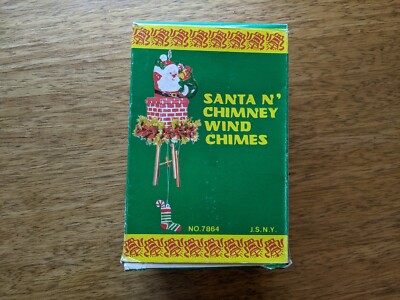 SANTA N'
CHIMNEY
WIND
CHIMES
NO.7864 J.S.N.Y.